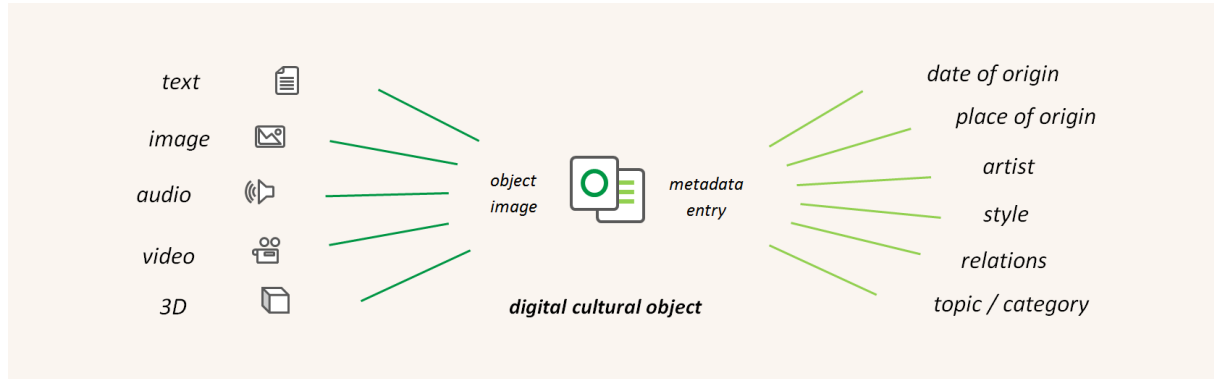 text
image
audio
video
3D
object
image
metadata
entry
digital cultural object
date of origin
place of origin
artist
style
relations
topic / category